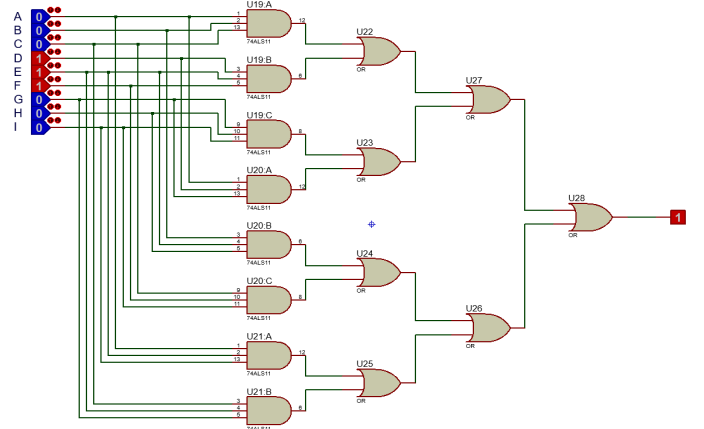 A 0
B 0
C 0
D 1
E 1
F 1
G 0
H 0
I 0
U19:A
1
2
13
12
74ALS11
U19:B
3
4
5
6
74ALS11
U19:C
9
10
11
8
74ALS11
U20:A
1
2
13
12
74ALS11
U20:B
3
4
5
6
74ALS11
U20:C
9
10
11
8
74ALS11
U21:A
1
2
13
12
74ALS11
U21:B
3
4
5
6
74ALS11
U22
OR
U23
OR
U24
OR
U25
OR
U27
OR
U26
OR
U28
OR
1